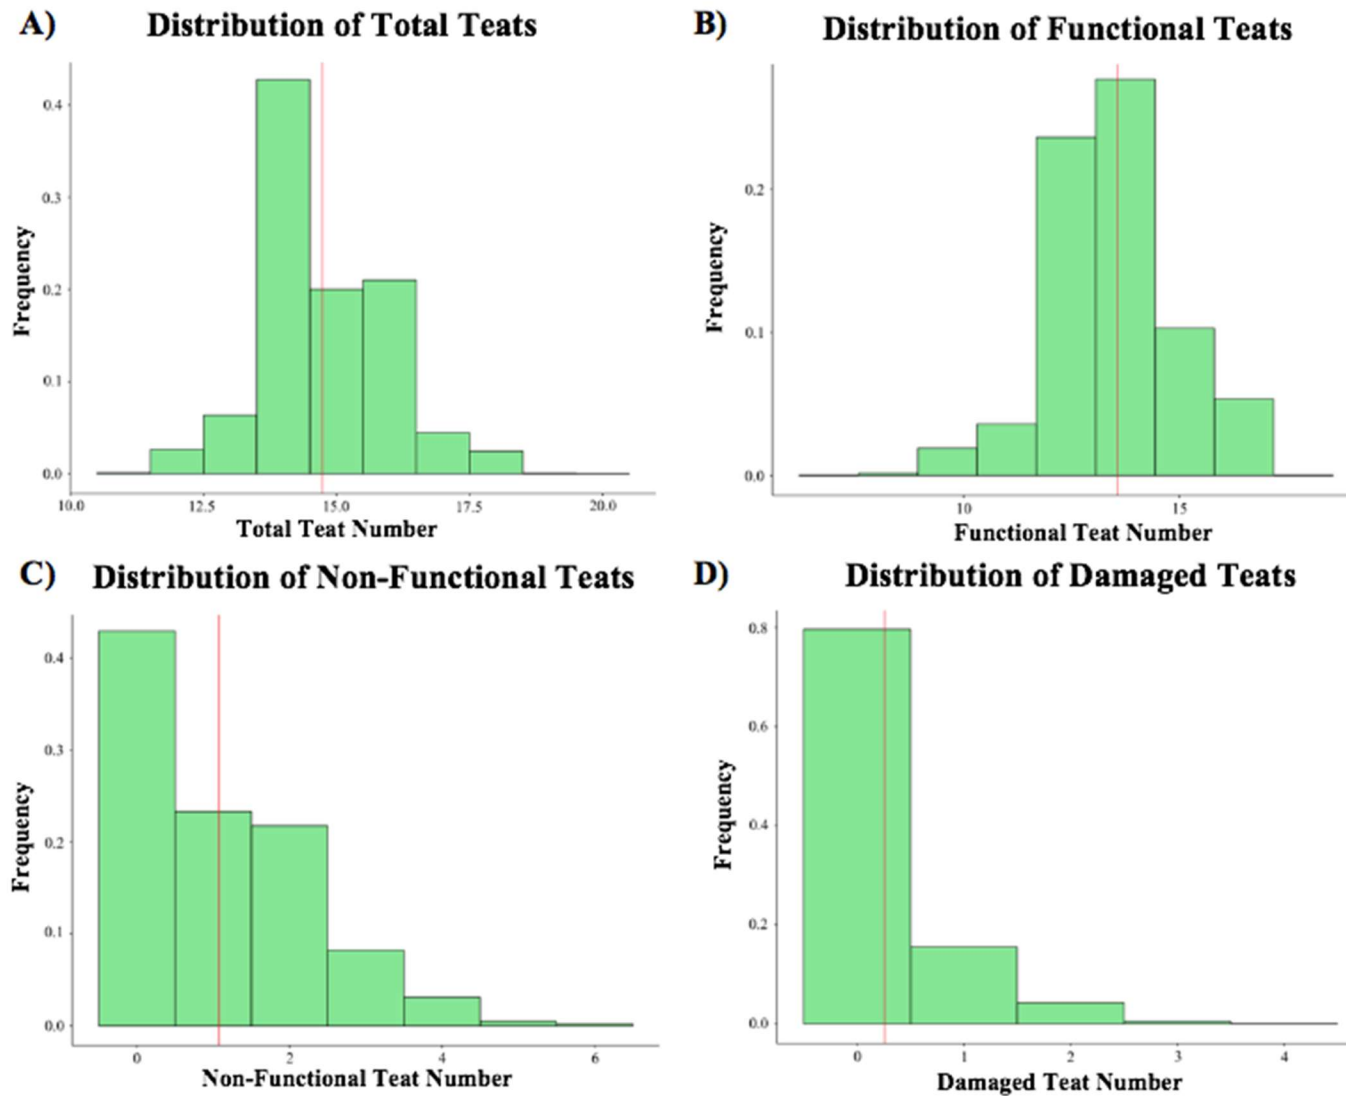 A) Distribution of Total Teats
Frequency
0.4
0.3
0.2
0.1
0.0
10.0 12.5 15.0 17.5 20.0
Total Teat Number
B) Distribution of Functional Teats
Frequency
0.2
0.1
0.0
10 15
Functional Teat Number
C) Distribution of Non-Functional Teats
Frequency
0.4
0.3
0.2
0.1
0.0
0 2 4 6
Non-Functional Teat Number
D) Distribution of Damaged Teats
Frequency
0.8
0.6
0.4
0.2
0.0
0 1 2 3 4
Damaged Teat Number